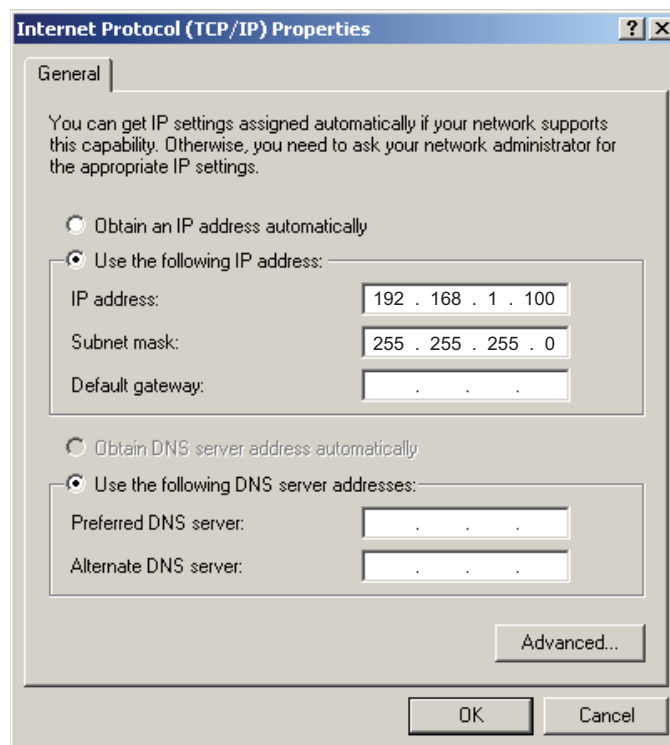 Internet Protocol (TCP/IP) Properties
General
You can get IP settings assigned automatically if your network supports
this capability. Otherwise, you need to ask your network administrator for
the appropriate IP settings.
Obtain an IP address automatically
Use the following IP address:
IP address: 192 . 168 . 1 . 100
Subnet mask: 255 . 255 . 255 . 0
Default gateway: . . .
Obtain DNS server address automatically
Use the following DNS server addresses:
Preferred DNS server: . . .
Alternate DNS server: . . .
Advanced...
OK Cancel